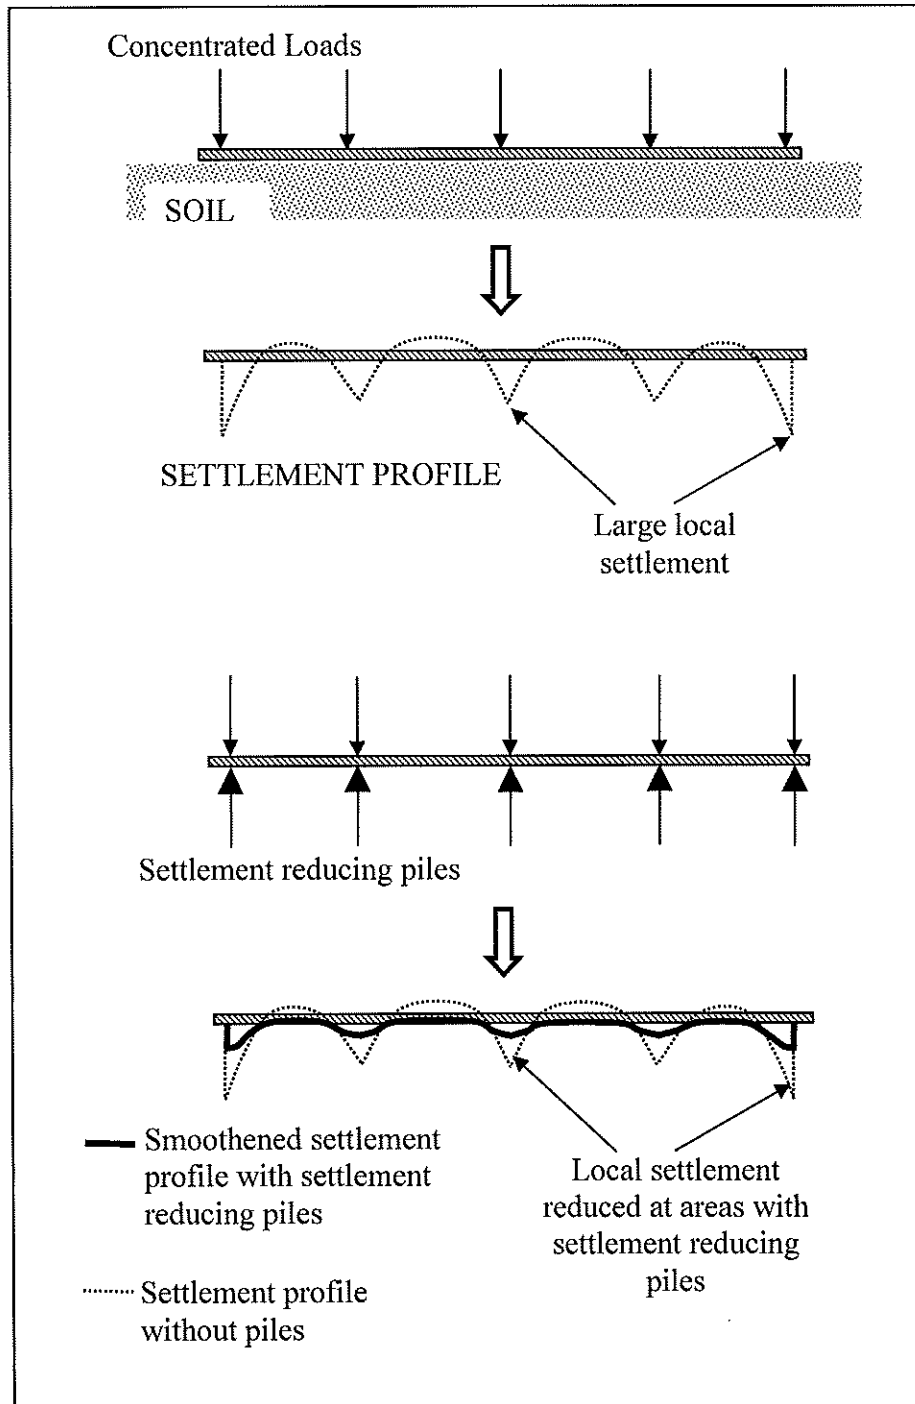 Concentrated Loads
SOIL
SETTLEMENT PROFILE
Large local
settlement
Settlement reducing piles
Smoothened settlement
profile with settlement
reducing piles
Local settlement
reduced at areas with
settlement reducing
piles
Settlement profile
without piles